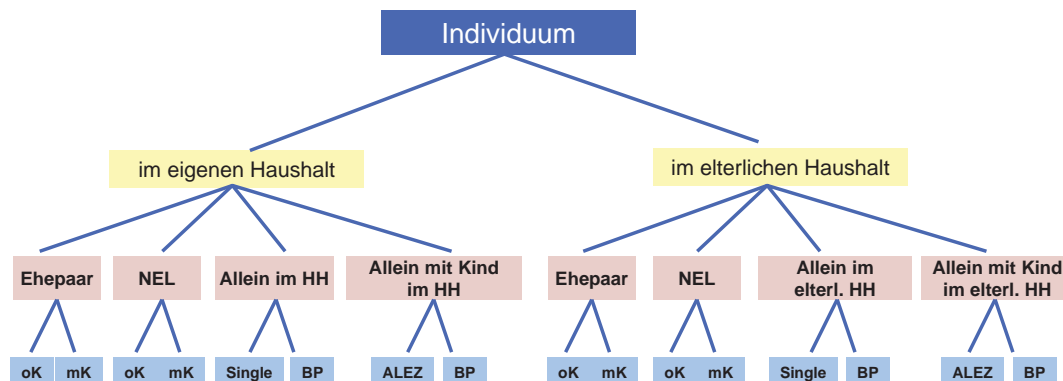 Individuum
im eigenen Haushalt
im elterlichen Haushalt
Ehepaar
NEL
Allein im HH
Allein mit Kind
im HH
Ehepaar
NEL
Allein im
elterl. HH
Allein mit Kind
im elterl. HH
oK
mK
oK
mK
Single
BP
ALEZ
BP
oK
mK
oK
mK
Single
BP
ALEZ
BP